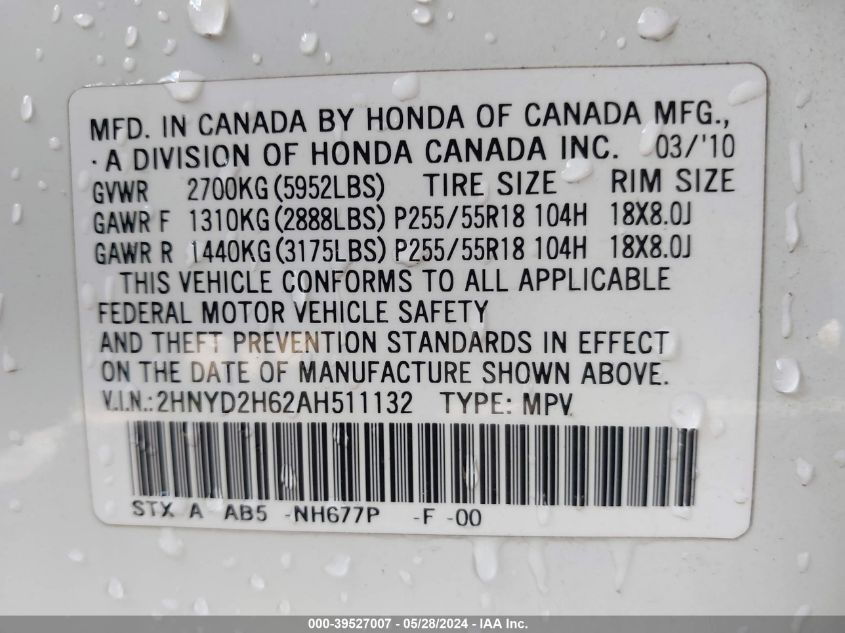 MFD. IN CANADA BY HONDA OF CANADA MFG.,
·A DIVISION OF HONDA CANADA INC. 03/'10
GVWR 2700KG(5952LBS) TIRE SIZE RIM SIZE
GAWR F 1310KG(2888LBS) P255/55R18 104H 18X8.0J
GAWR R 1440KG(3175LBS) P255/55R18 104H 18X8.0J
THIS VEHICLE CONFORMS TO ALL APPLICABLE
FEDERAL MOTOR VEHICLE SAFETY
AND THEFT PREVENTION STANDARDS IN EFFECT
ON THE DATE OF MANUFACTURE SHOWN ABOVE.
V.I.N.:2HNYD2H62AH511132 TYPE: MPV
STX A AB5 -NH677P -F -00
000-39527007 - 05/28/2024 - IAA Inc.